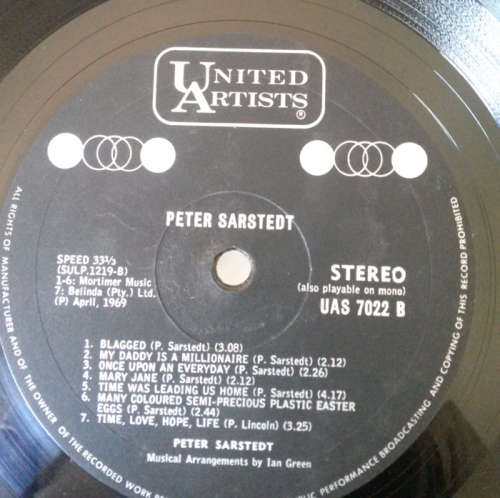 UNITED
ARTISTS
®
PETER SARSTEDT
SPEED 33⅓
(SULP.1219-B)
1-6: Mortimer Music
7: Belinda (Pty.) Ltd.
(P) April, 1969
STEREO
(also playable on mono)
UAS 7022 B
1. BLAGGED (P. Sarstedt) (3.08)
2. MY DADDY IS A MILLIONAIRE (P. Sarstedt) (2.12)
3. ONCE UPON AN EVERYDAY (P. Sarstedt) (2.26)
4. MARY JANE (P. Sarstedt) (2.12)
5. TIME WAS LEADING US HOME (P. Sarstedt) (4.17)
6. MANY COLOURED SEMI-PRECIOUS PLASTIC EASTER
EGGS (P. Sarstedt) (2.44)
7. TIME, LOVE, HOPE, LIFE (P. Lincoln) (3.25)
PETER SARSTEDT
Musical Arrangements by Ian Green
ALL RIGHTS OF MANUFACTURER AND OF THE OWNER OF THE RECORDED WORK RESERVED
PUBLIC PERFORMANCE BROADCASTING AND COPYING OF THIS RECORD PROHIBITED